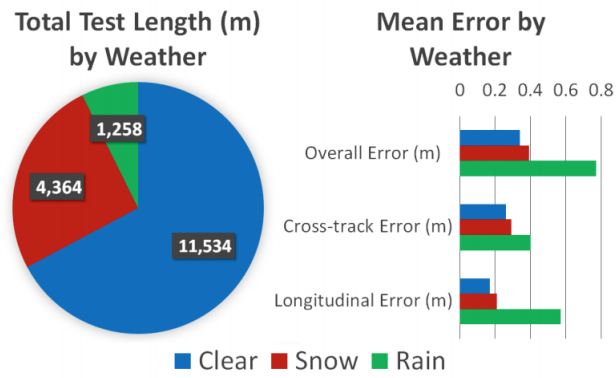 Total Test Length (m)
by Weather
1,258
4,364
11,534
Mean Error by
Weather
0 0.2 0.4 0.6 0.8
Overall Error (m)
Cross-track Error (m)
Longitudinal Error (m)
Clear Snow Rain